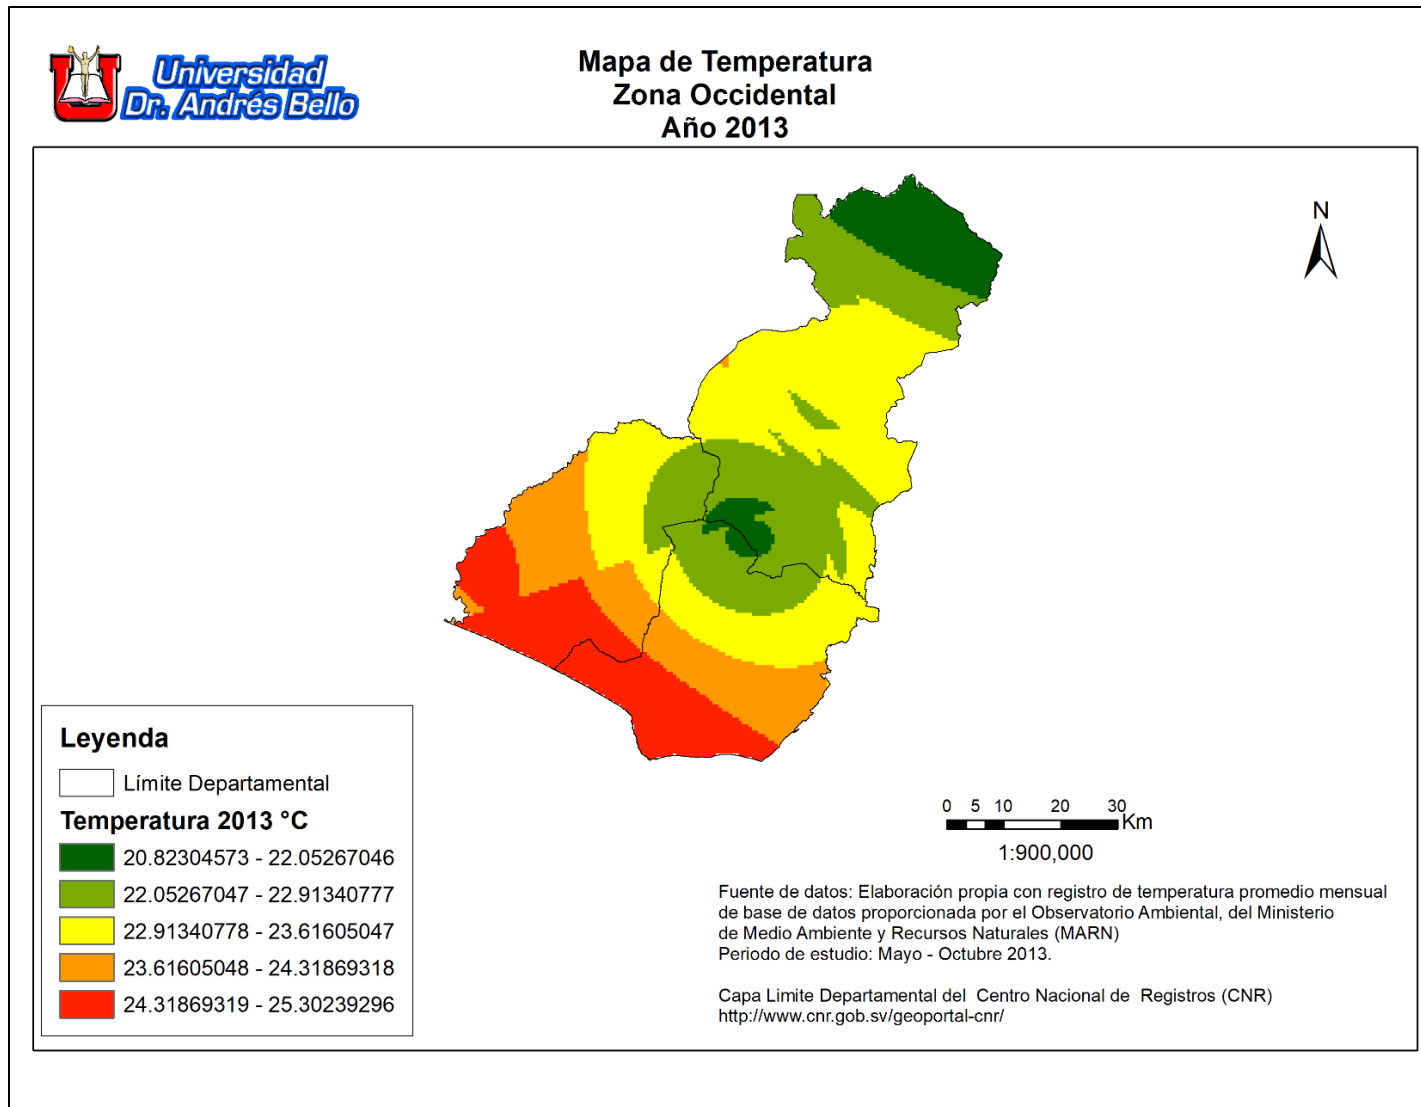 Universidad
Dr. Andrés Bello
Mapa de Temperatura
Zona Occidental
Año 2013
N
Leyenda
Límite Departamental
Temperatura 2013 °C
20.82304573 - 22.05267046
22.05267047 - 22.91340777
22.91340778 - 23.61605047
23.61605048 - 24.31869318
24.31869319 - 25.30239296
0 5 10 20 30
Km
1:900,000
Fuente de datos: Elaboración propia con registro de temperatura promedio mensual
de base de datos proporcionada por el Observatorio Ambiental, del Ministerio
de Medio Ambiente y Recursos Naturales (MARN)
Periodo de estudio: Mayo - Octubre 2013.
Capa Limite Departamental del Centro Nacional de Registros (CNR)
http://www.cnr.gob.sv/geoportal-cnr/